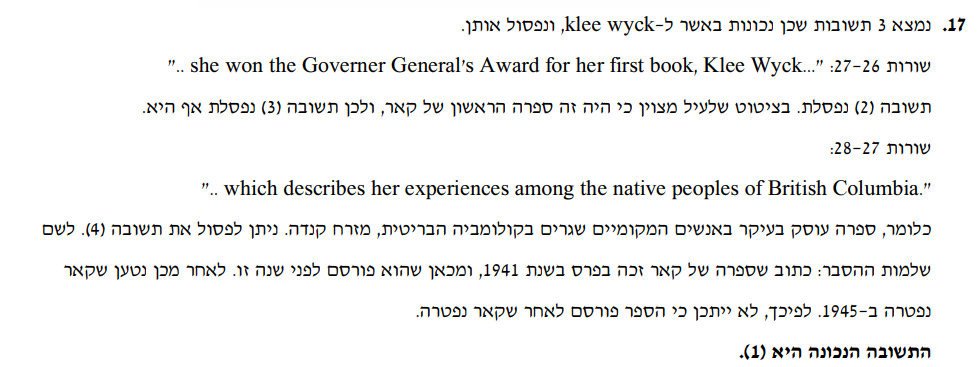 17. נמצא 3 תשובות שכן נכונות באשר ל-klee wyck, ונפסול אותן.
שורות 27-26: "..she won the Governer General's Award for her first book, Klee Wyck..."
תשובה (2) נפסלת. בציטוט שלעיל מצוין כי היה זה ספרה הראשון של קאר, ולכן תשובה (3) נפסלת אף היא.
שורות 28-27:
".. which describes her experiences among the native peoples of British Columbia."
כלומר, ספרה עוסק בעיקר באנשים המקומיים שגרים בקולומביה הבריטית, מזרח קנדה. ניתן לפסול את תשובה (4). לשם
שלמות ההסבר: כתוב שספרה של קאר זכה בפרס בשנת 1941, ומכאן שהוא פורסם לפני שנה זו. לאחר מכן נטען שקאר
נפטרה ב-1945. לפיכך, לא ייתכן כי הספר פורסם לאחר שקאר נפטרה.
התשובה הנכונה היא (1).